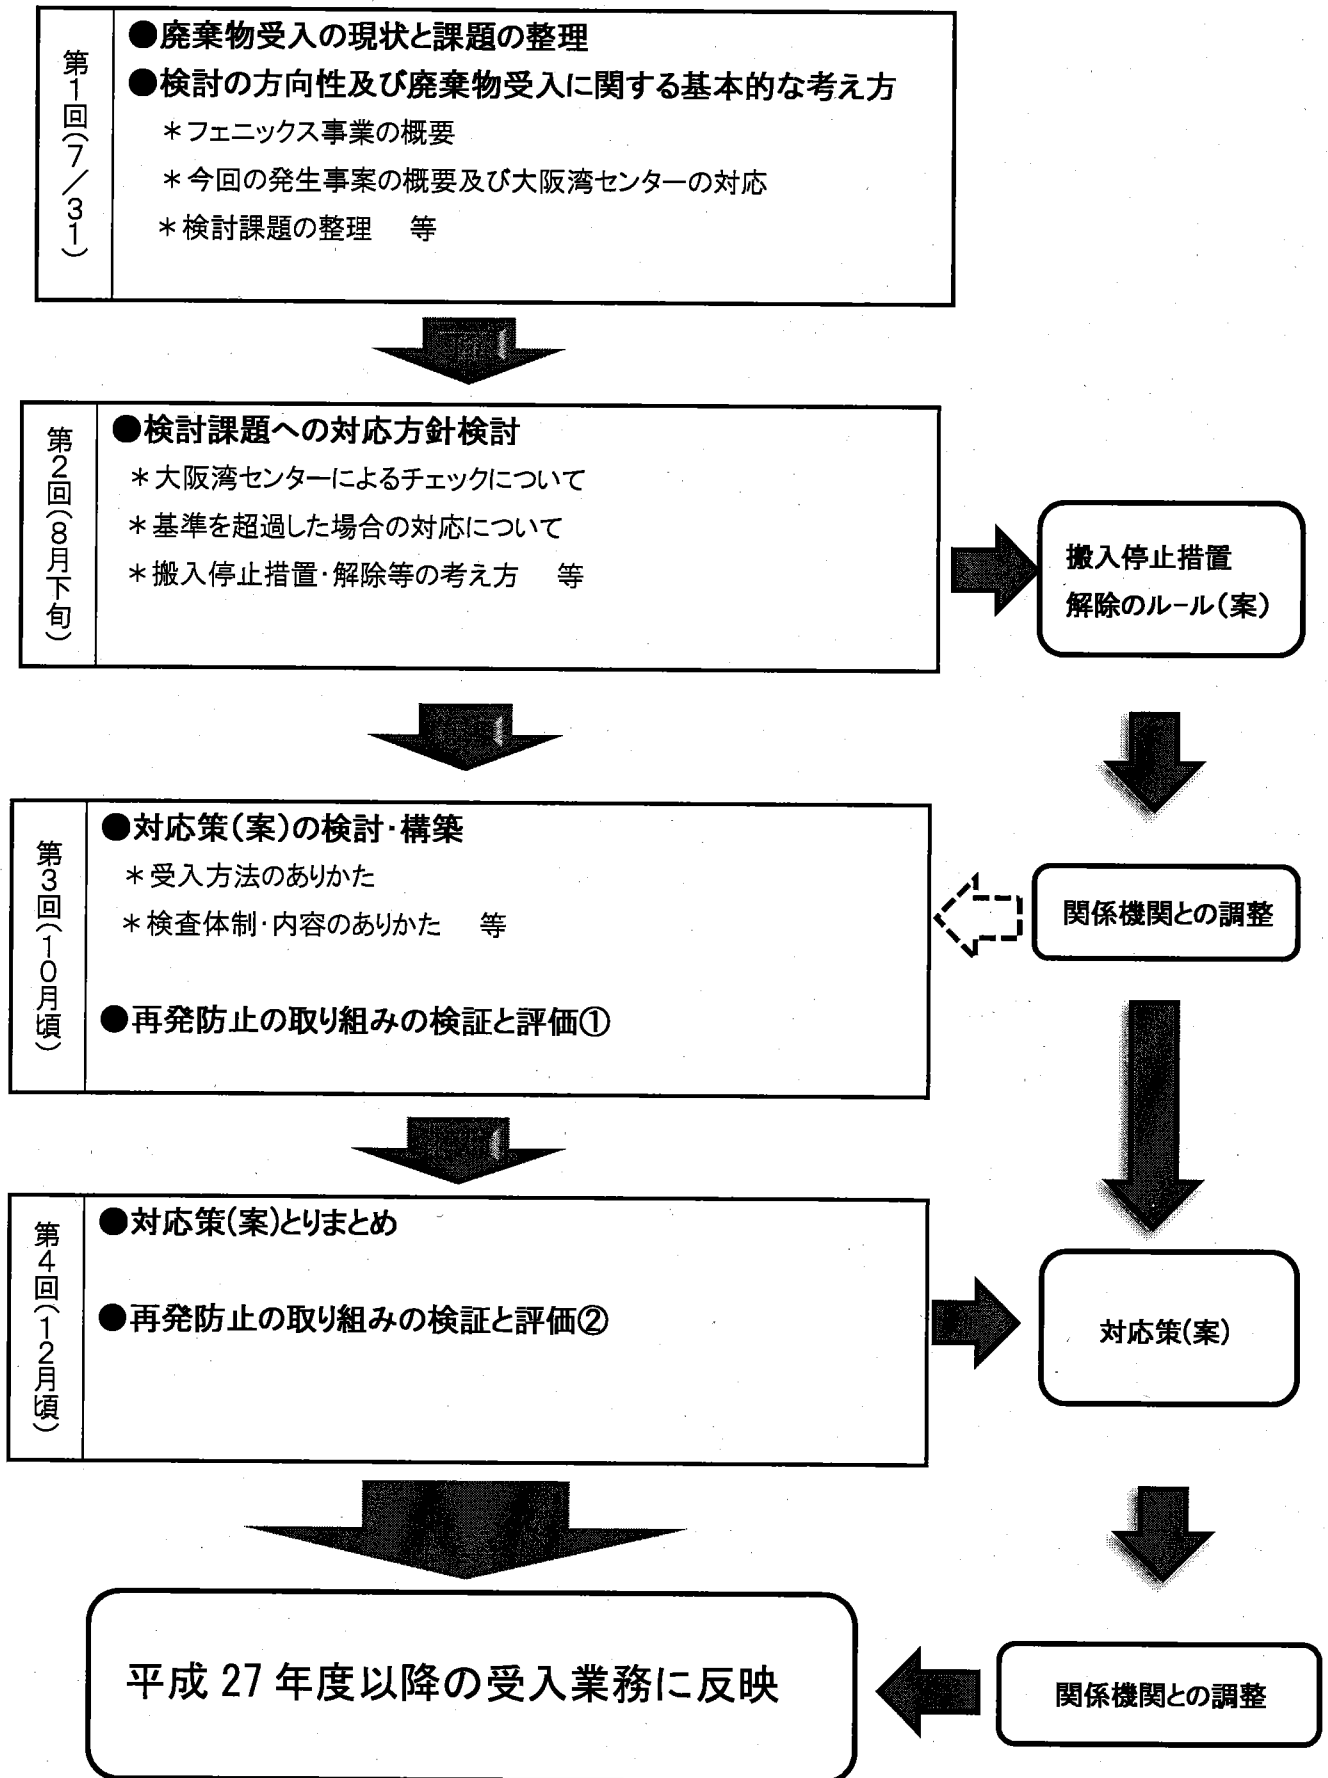 第1回(7/31)
●廃棄物受入の現状と課題の整理
●検討の方向性及び廃棄物受入に関する基本的な考え方
＊フェニックス事業の概要
＊今回の発生事案の概要及び大阪湾センターの対応
＊検討課題の整理　等
第2回(8月下旬)
●検討課題への対応方針検討
＊大阪湾センターによるチェックについて
＊基準を超過した場合の対応について
＊搬入停止措置・解除等の考え方　等
搬入停止措置
解除のルール(案)
第3回(10月頃)
●対応策(案)の検討・構築
＊受入方法のありかた
＊検査体制・内容のありかた　等
●再発防止の取り組みの検証と評価①
関係機関との調整
第4回(12月頃)
●対応策(案)とりまとめ
●再発防止の取り組みの検証と評価②
対応策(案)
平成 27 年度以降の受入業務に反映
関係機関との調整